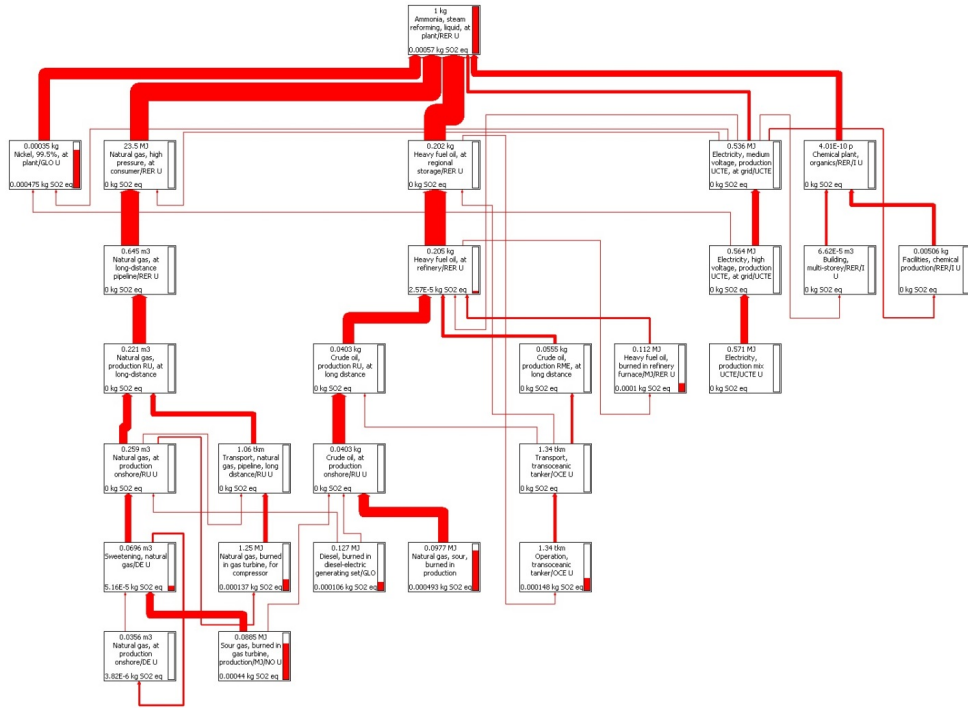 1 kg
Ammonia, steam
reforming, liquid, at
plant/RER U
0.00057 kg SO2 eq
0.00035 kg
Nickel, 99.5%, at
plant/GLO U
0.000475 kg SO2 eq
23.5 MJ
Natural gas, high
pressure, at
consumer/RER U
0 kg SO2 eq
0.202 kg
Heavy fuel oil, at
regional
storage/RER U
0 kg SO2 eq
0.536 MJ
Electricity, medium
voltage, production
UCTE, at grid/UCTE
0 kg SO2 eq
4.01E-10 p
Chemical plant,
organics/RER/I U
0 kg SO2 eq
0.645 m3
Natural gas, at
long-distance
pipeline/RER U
0 kg SO2 eq
0.205 kg
Heavy fuel oil, at
refinery/RER U
2.57E-5 kg SO2 eq
0.564 MJ
Electricity, high
voltage, production
UCTE, at grid/UCTE
0 kg SO2 eq
6.62E-5 m3
Building,
multi-storey/RER/I
U
0 kg SO2 eq
0.00506 kg
Facilities, chemical
production/RER/I U
0 kg SO2 eq
0.221 m3
Natural gas,
production RU, at
long-distance
0 kg SO2 eq
0.0403 kg
Crude oil,
production RU, at
long distance
0 kg SO2 eq
0.0555 kg
Crude oil,
production RME, at
long distance
0 kg SO2 eq
0.112 MJ
Heavy fuel oil,
burned in refinery
furnace/MJ/RER U
0.0001 kg SO2 eq
0.571 MJ
Electricity,
production mix
UCTE/UCTE U
0 kg SO2 eq
0.259 m3
Natural gas, at
production
onshore/RU U
0 kg SO2 eq
1.06 tkm
Transport, natural
gas, pipeline, long
distance/RU U
0 kg SO2 eq
0.0403 kg
Crude oil, at
production
onshore/RU U
0 kg SO2 eq
1.34 tkm
Transport,
transoceanic
tanker/OCE U
0 kg SO2 eq
0.0696 m3
Sweetening, natural
gas/DE U
5.16E-5 kg SO2 eq
1.25 MJ
Natural gas, burned
in gas turbine, for
compressor
0.000137 kg SO2 eq
0.127 MJ
Diesel, burned in
diesel-electric
generating set/GLO
0.000106 kg SO2 eq
0.0977 MJ
Natural gas, sour,
burned in
production
0.000493 kg SO2 eq
1.34 tkm
Operation,
transoceanic
tanker/OCE U
0.000148 kg SO2 eq
0.0356 m3
Natural gas, at
production
onshore/DE U
3.82E-6 kg SO2 eq
0.0885 MJ
Sour gas, burned in
gas turbine,
production/MJ/NO U
0.00044 kg SO2 eq